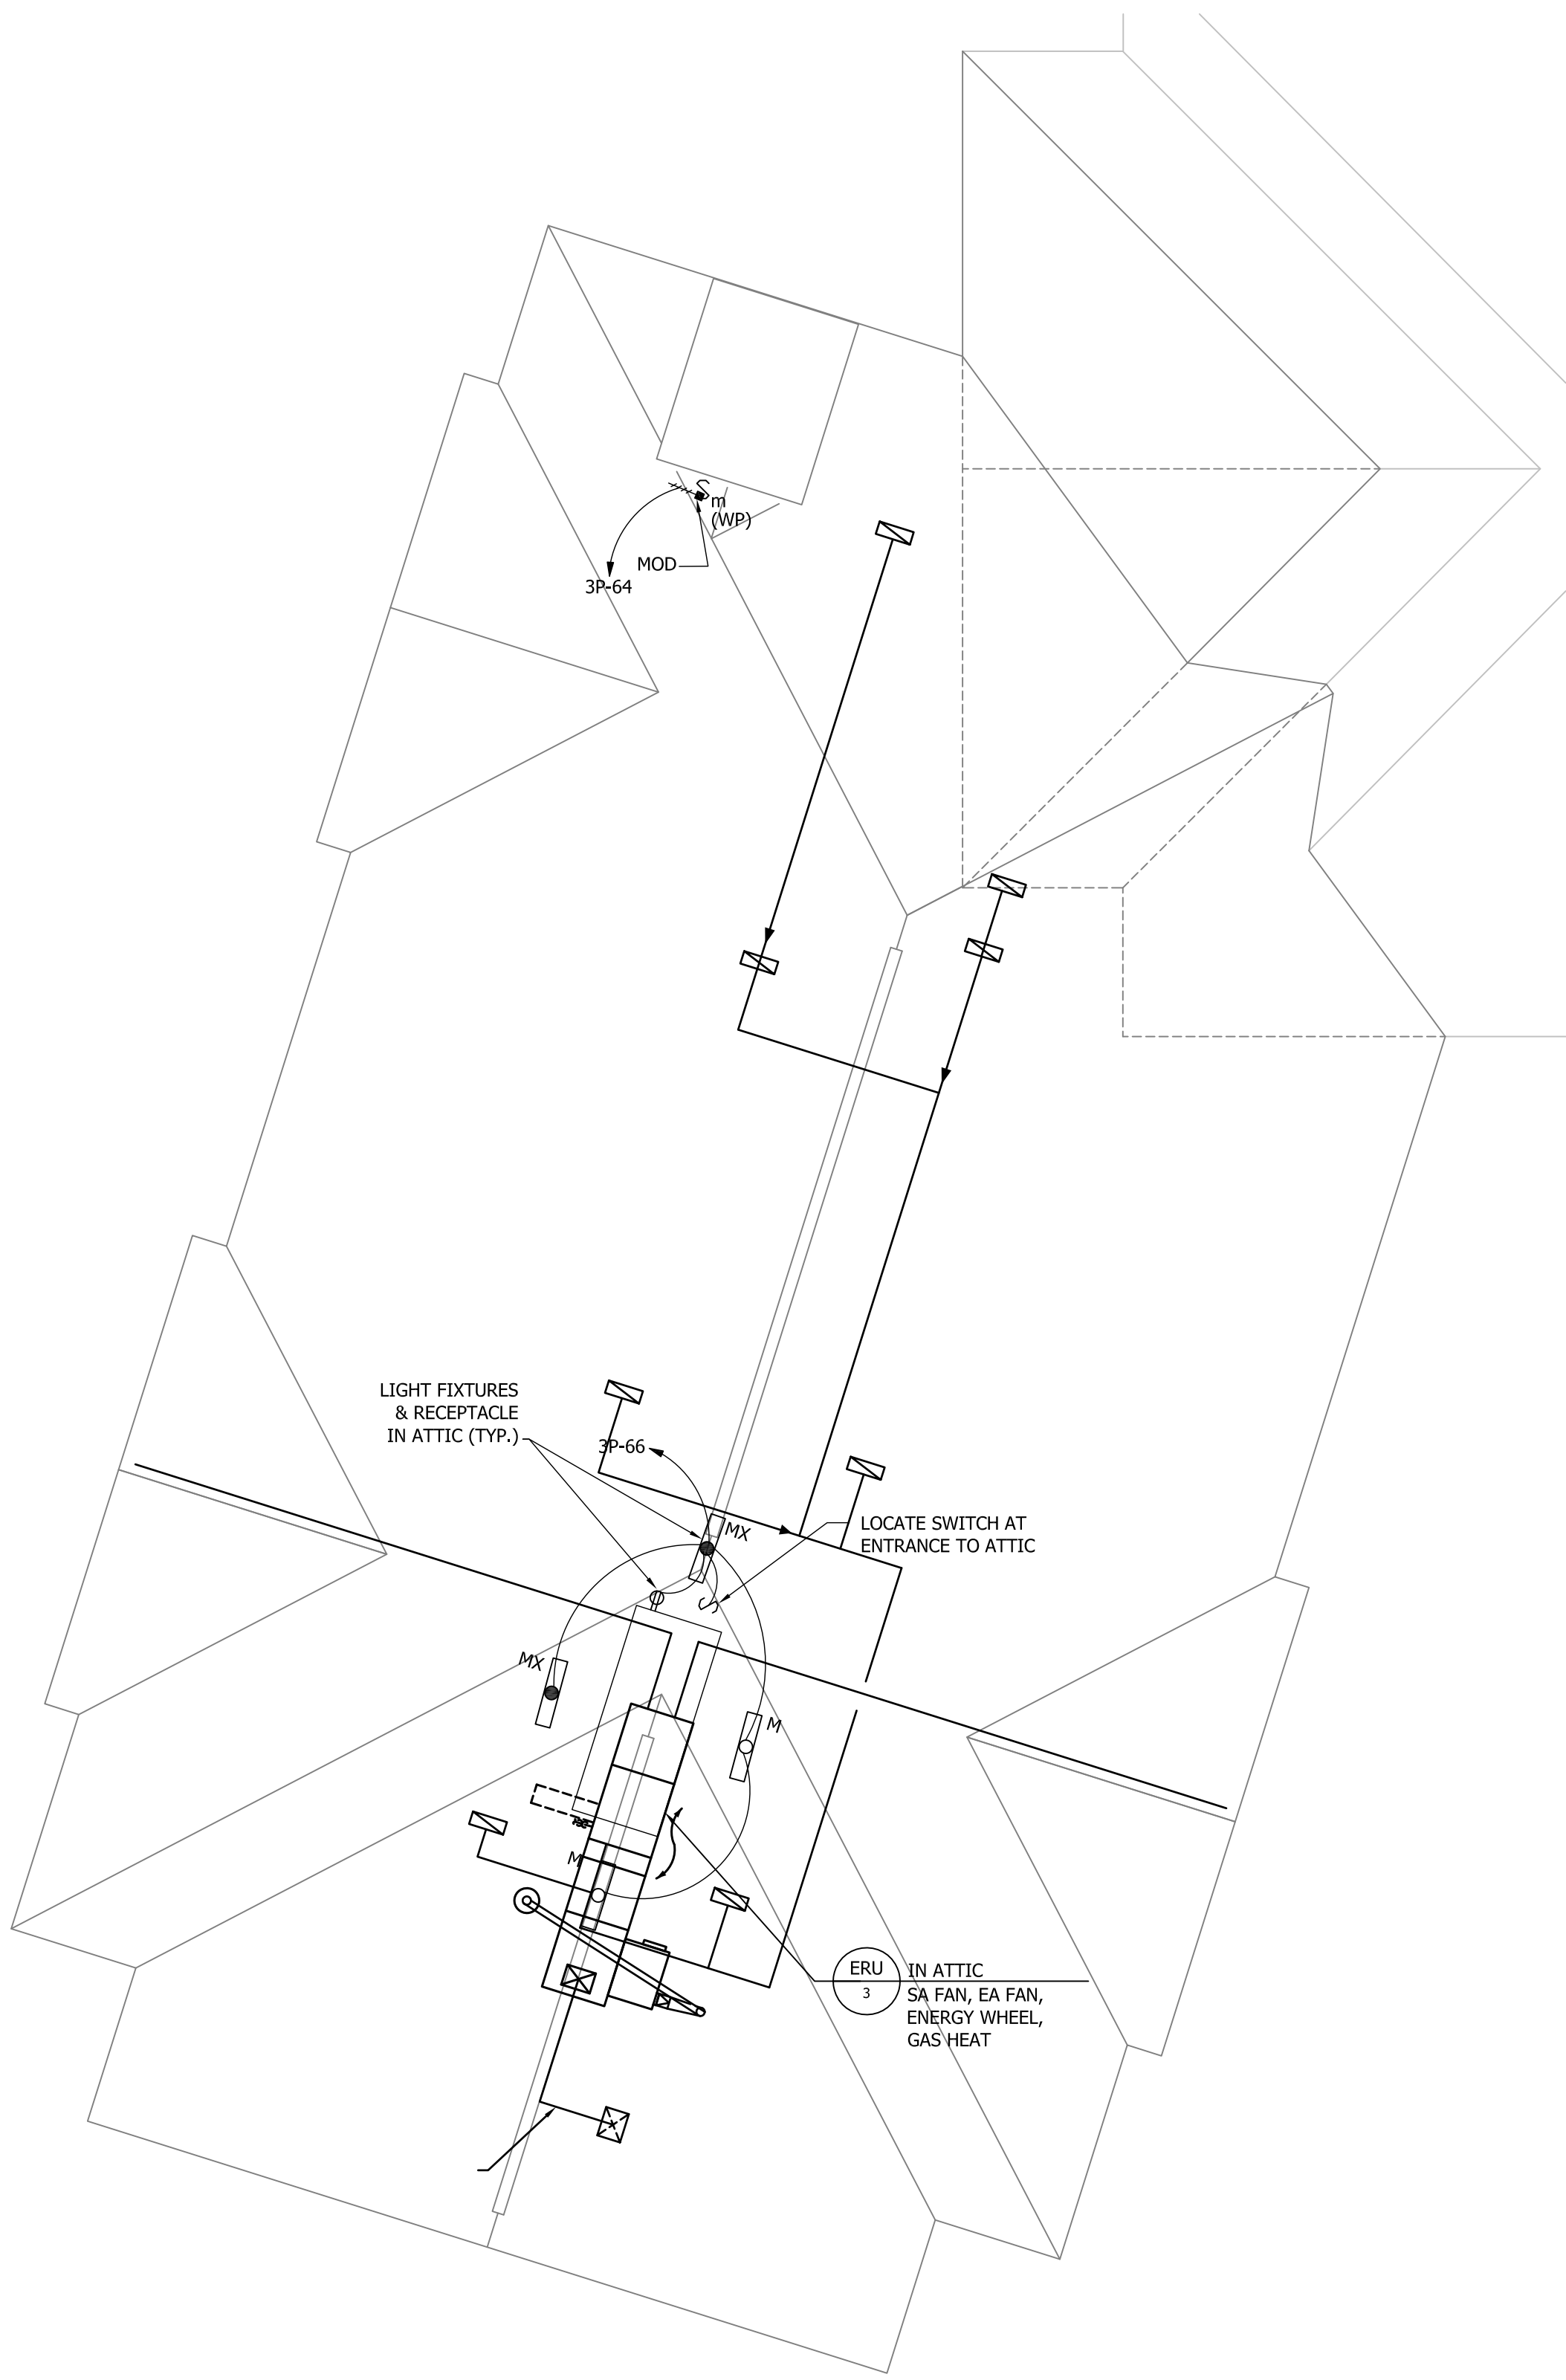 m
(WP)
MOD
3P-64
LIGHT FIXTURES
& RECEPTACLE
IN ATTIC (TYP.)
3P-66
MX
LOCATE SWITCH AT
ENTRANCE TO ATTIC
MX
M
M
ERU
3
IN ATTIC
SA FAN, EA FAN,
ENERGY WHEEL,
GAS HEAT